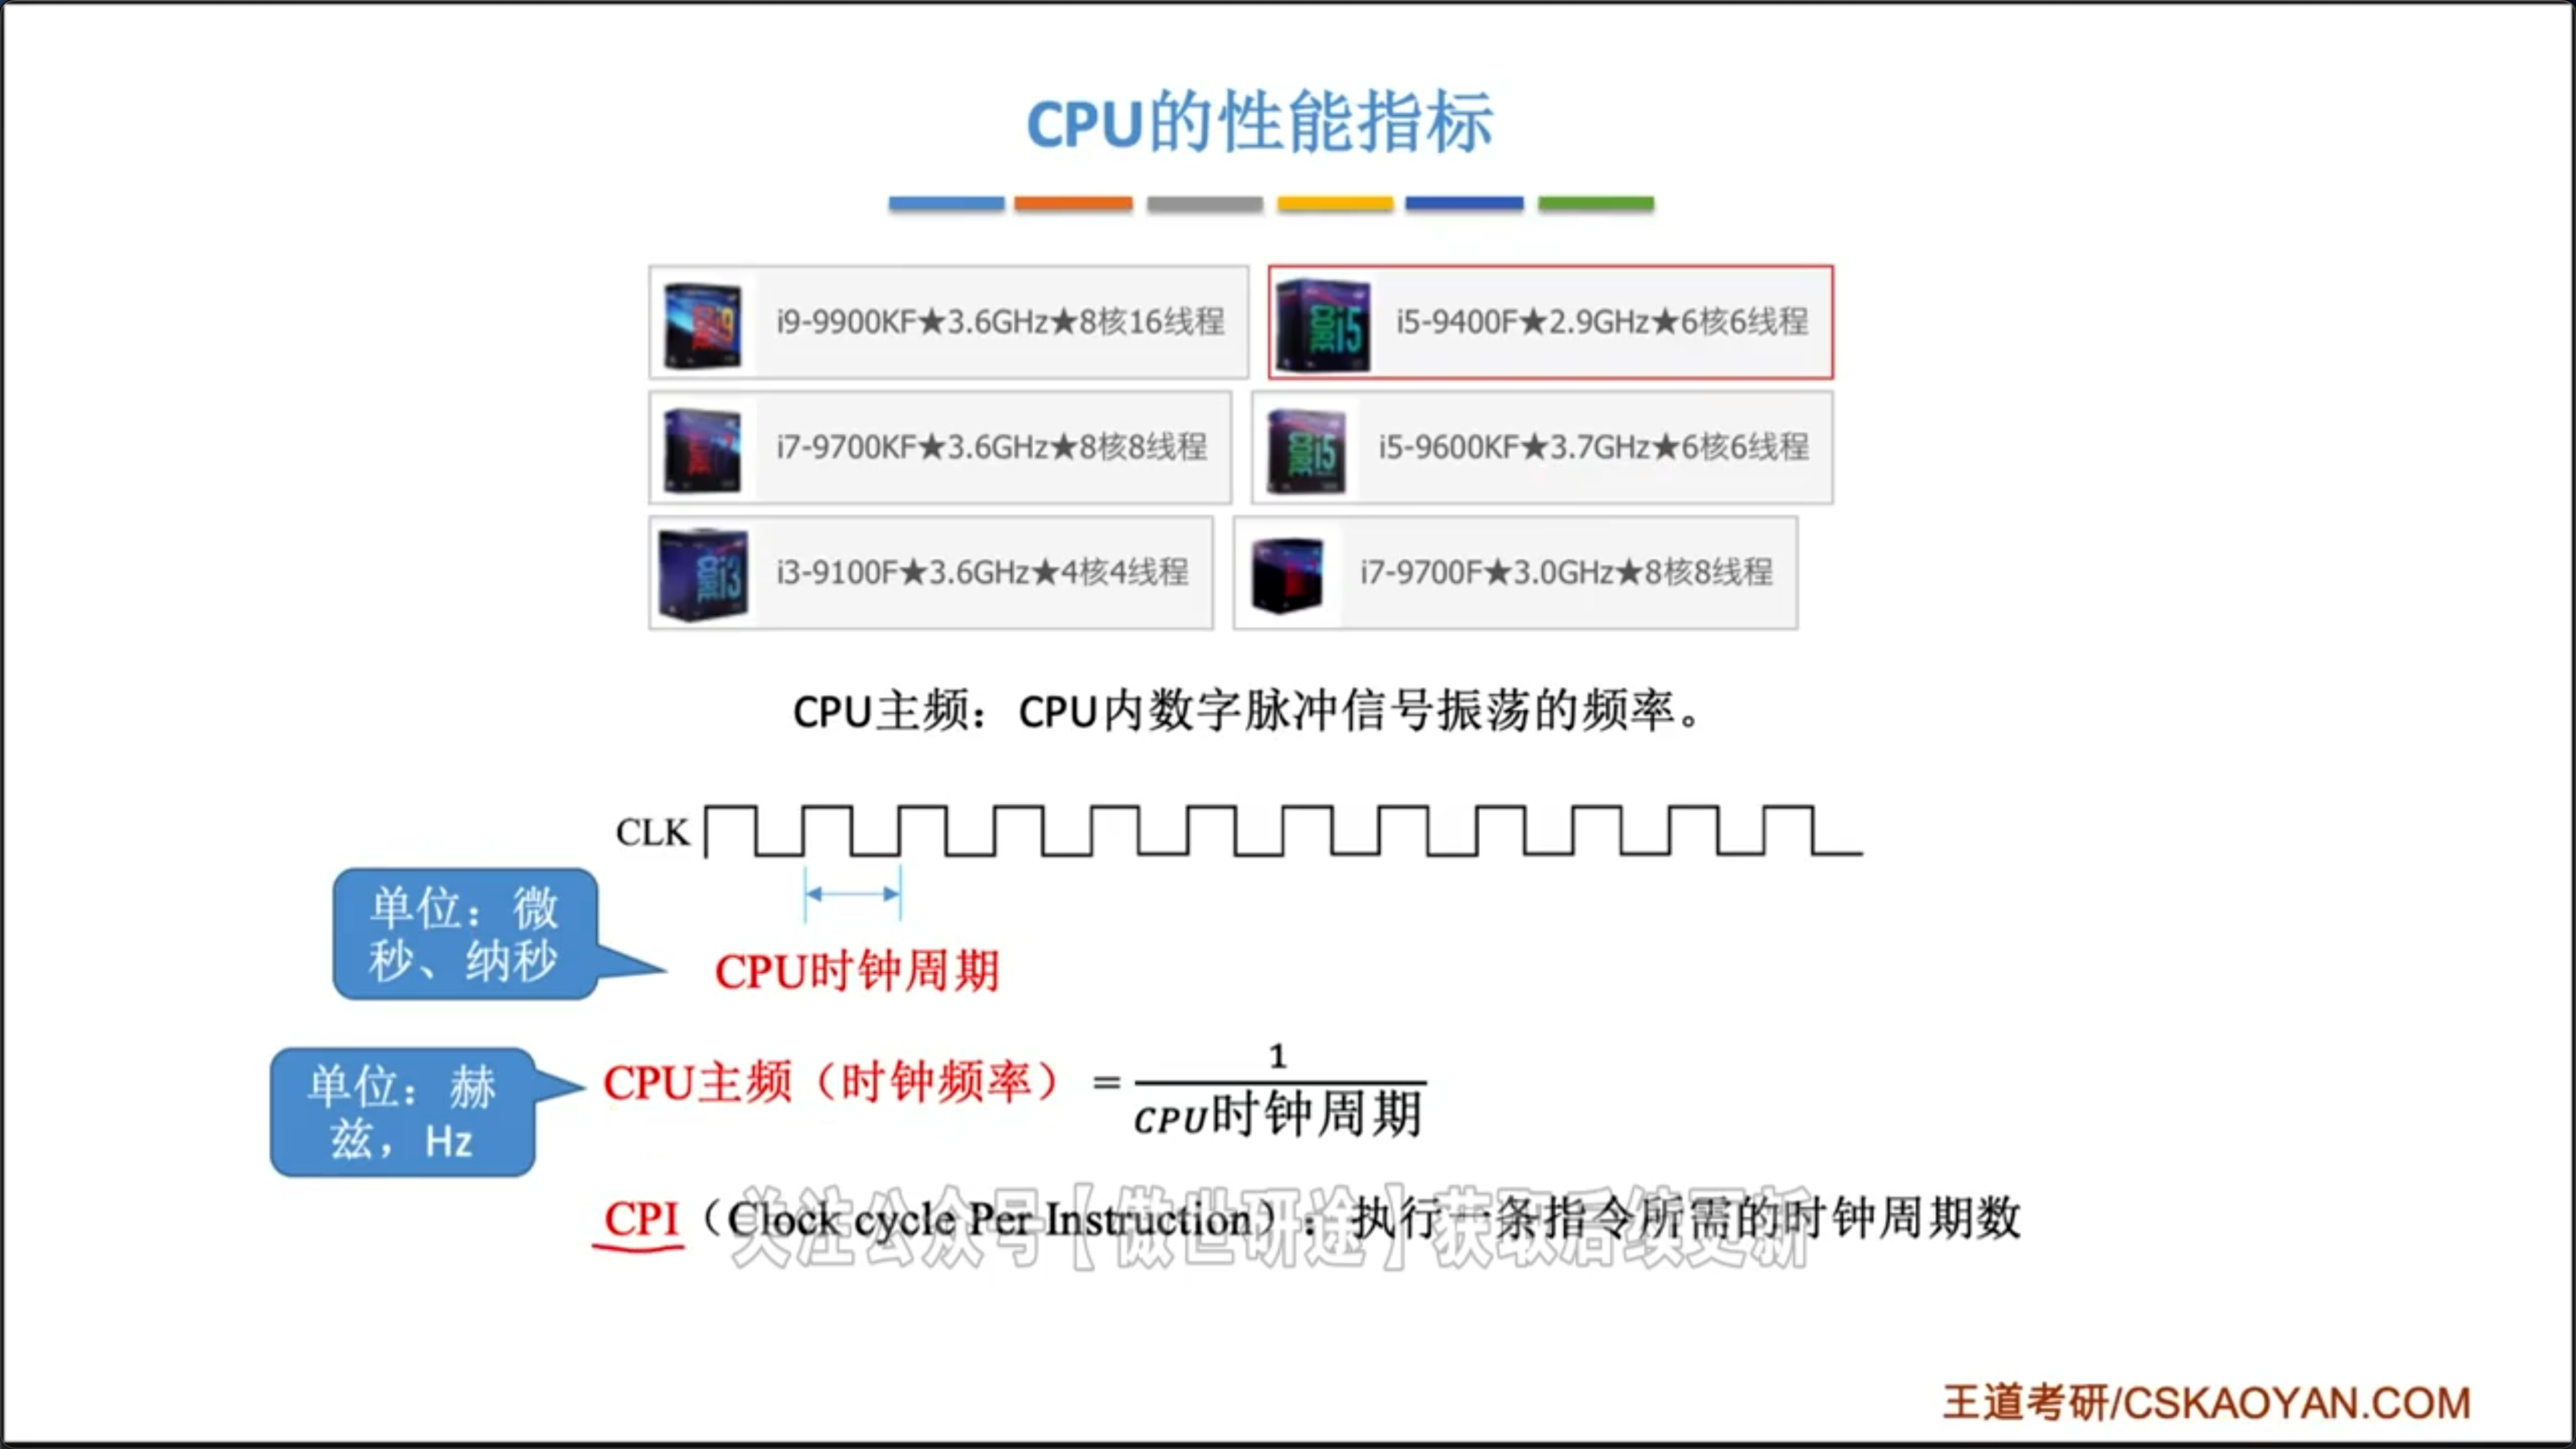 CPU的性能指标
i9-9900KF★3.6GHz★8核16线程
i5-9400F★2.9GHz★6核6线程
i7-9700KF★3.6GHz★8核8线程
i5-9600KF★3.7GHz★6核6线程
i3-9100F★3.6GHz★4核4线程
i7-9700F★3.0GHz★8核8线程
CPU主频：CPU内数字脉冲信号振荡的频率。
CLK
单位：微
秒、纳秒
CPU时钟周期
单位：赫
兹，Hz
CPU主频（时钟频率） =
1
CPU时钟周期
CPI（Clock cycle Per Instruction）：执行一条指令所需的时钟周期数
关注公众号【傲世研途】获取后续更新
王道考研/CSKAOYAN.COM